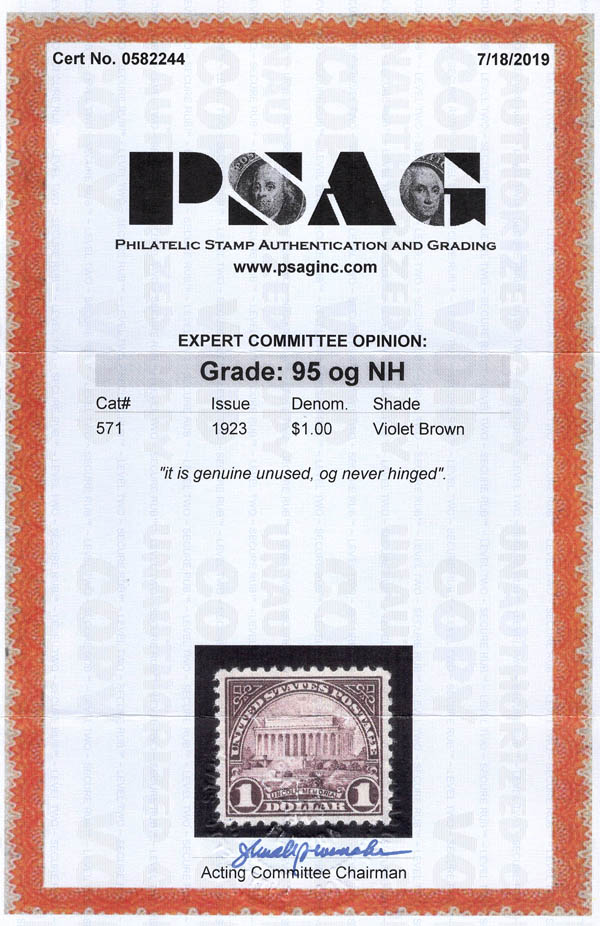 Cert No. 0582244 7/18/2019
PSAG
PHILATELIC STAMP AUTHENTICATION AND GRADING
www.psaginc.com
EXPERT COMMITTEE OPINION:
Grade: 95 og NH
Cat# Issue Denom. Shade
571 1923 $1.00 Violet Brown
"it is genuine unused, og never hinged".
UNITED STATES POSTAGE
LINCOLN MEMORIAL
1 1
DOLLAR
Acting Committee Chairman